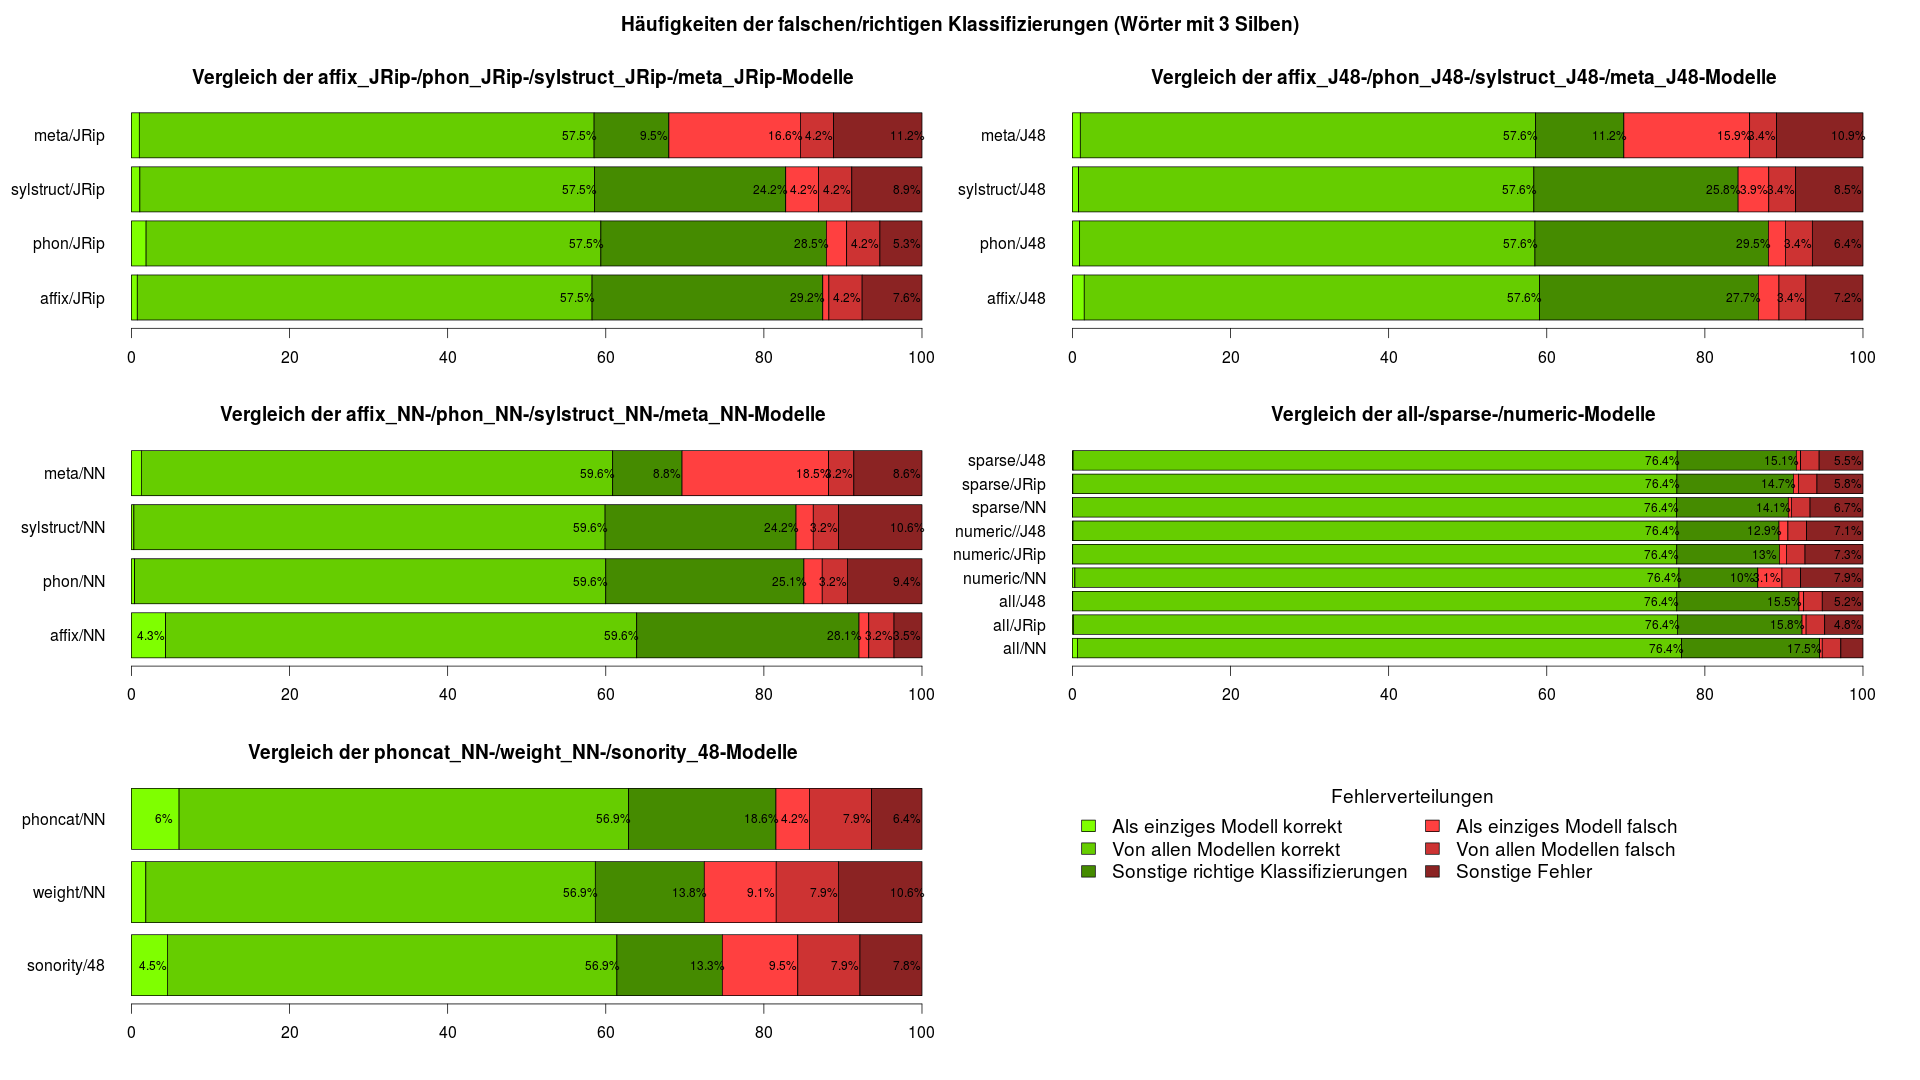 Häufigkeiten der falschen/richtigen Klassifizierungen (Wörter mit 3 Silben)
Vergleich der affix_JRip-/phon_JRip-/sylstruct_JRip-/meta_JRip-Modelle
meta/JRip 57.5% 9.5% 16.6% 4.2% 11.2%
sylstruct/JRip 57.5% 24.2% 4.2% 4.2% 8.9%
phon/JRip 57.5% 28.5% 4.2% 5.3%
affix/JRip 57.5% 29.2% 4.2% 7.6%
0 20 40 60 80 100
Vergleich der affix_J48-/phon_J48-/sylstruct_J48-/meta_J48-Modelle
meta/J48 57.6% 11.2% 15.9% 3.4% 10.9%
sylstruct/J48 57.6% 25.8% 3.9% 3.4% 8.5%
phon/J48 57.6% 29.5% 3.4% 6.4%
affix/J48 57.6% 27.7% 3.4% 7.2%
0 20 40 60 80 100
Vergleich der affix_NN-/phon_NN-/sylstruct_NN-/meta_NN-Modelle
meta/NN 59.6% 8.8% 18.5% 3.2% 8.6%
sylstruct/NN 59.6% 24.2% 3.2% 10.6%
phon/NN 59.6% 25.1% 3.2% 9.4%
affix/NN 4.3% 59.6% 28.1% 3.2% 3.5%
0 20 40 60 80 100
Vergleich der all-/sparse-/numeric-Modelle
sparse/J48 76.4% 15.1% 5.5%
sparse/JRip 76.4% 14.7% 5.8%
sparse/NN 76.4% 14.1% 6.7%
numeric//J48 76.4% 12.9% 7.1%
numeric/JRip 76.4% 13% 7.3%
numeric/NN 76.4% 10% 3.1% 7.9%
all/J48 76.4% 15.5% 5.2%
all/JRip 76.4% 15.8% 4.8%
all/NN 76.4% 17.5%
0 20 40 60 80 100
Vergleich der phoncat_NN-/weight_NN-/sonority_48-Modelle
phoncat/NN 6% 56.9% 18.6% 4.2% 7.9% 6.4%
weight/NN 56.9% 13.8% 9.1% 7.9% 10.6%
sonority/48 4.5% 56.9% 13.3% 9.5% 7.9% 7.8%
0 20 40 60 80 100
Fehlerverteilungen
Als einziges Modell korrekt Als einziges Modell falsch
Von allen Modellen korrekt Von allen Modellen falsch
Sonstige richtige Klassifizierungen Sonstige Fehler